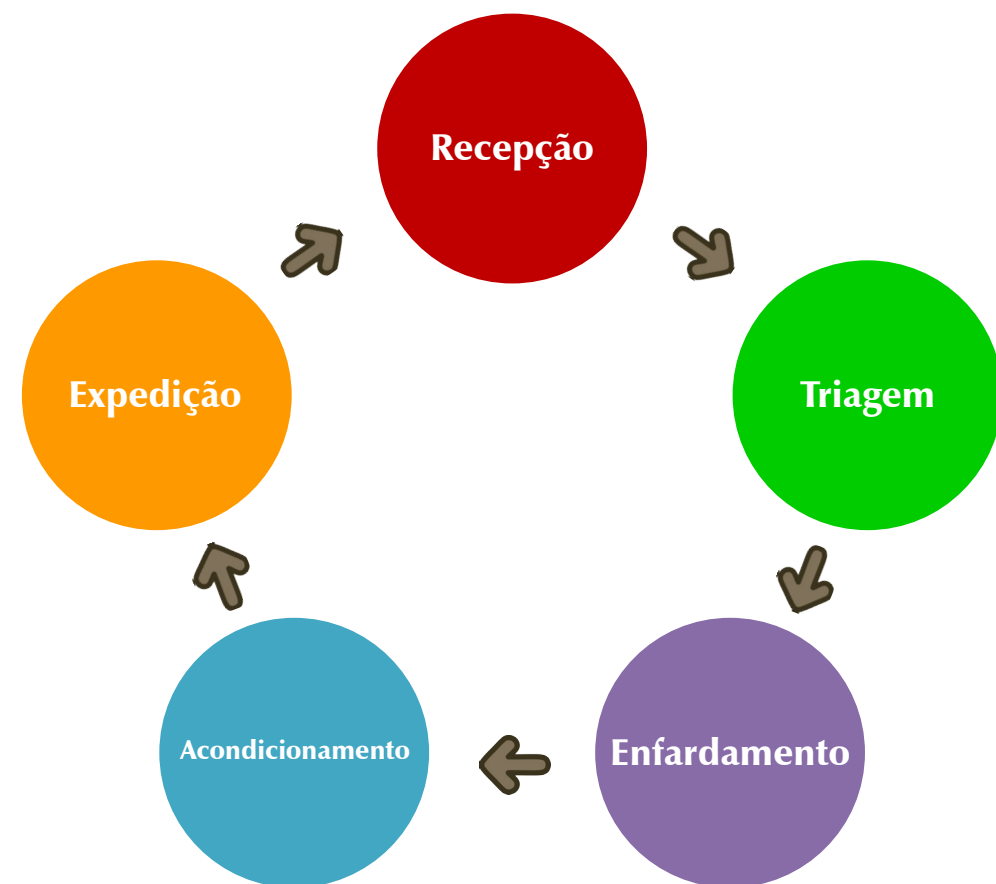 Recepção
Triagem
Enfardamento
Acondicionamento
Expedição